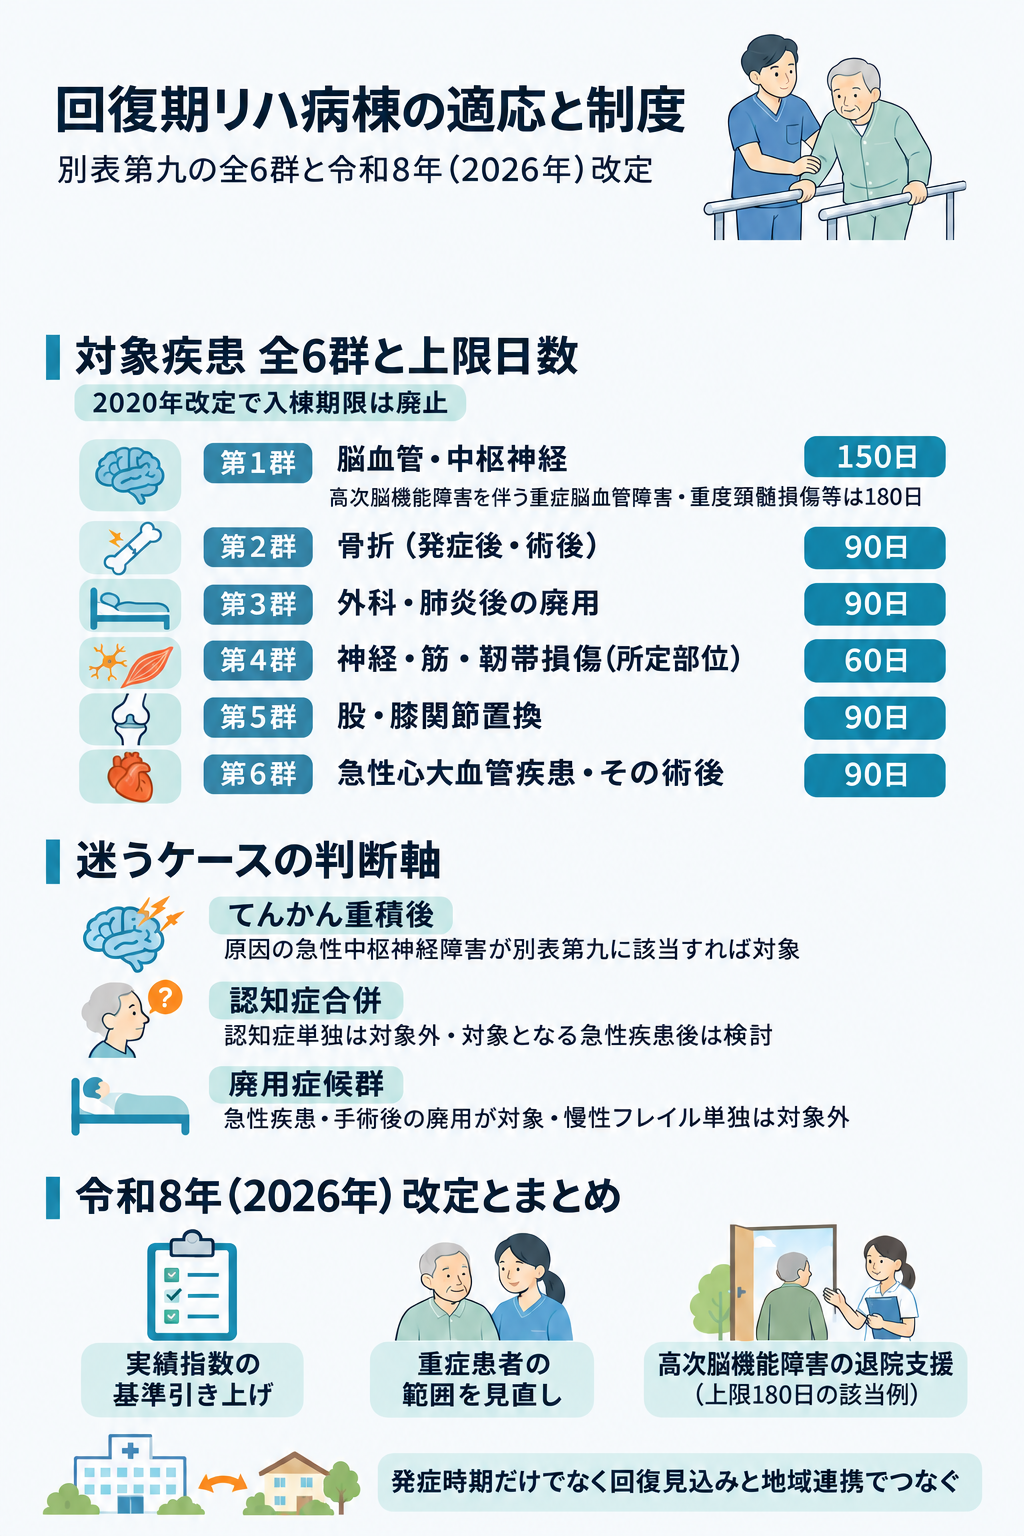 回復期リハ病棟の適応と制度
別表第九の全6群と令和8年(2026年)改定
対象疾患 全6群と上限日数
2020年改定で入棟期限は廃止
第1群 脳血管・中枢神経 150日
高次脳機能障害を伴う重症脳血管障害・重度頚髄損傷等は180日
第2群 骨折（発症後・術後） 90日
第3群 外科・肺炎後の廃用 90日
第4群 神経・筋・靭帯損傷(所定部位) 60日
第5群 股・膝関節置換 90日
第6群 急性心大血管疾患・その術後 90日
迷うケースの判断軸
てんかん重積後
原因の急性中枢神経障害が別表第九に該当すれば対象
?
認知症合併
認知症単独は対象外・対象となる急性疾患後は検討
廃用症候群
急性疾患・手術後の廃用が対象・慢性フレイル単独は対象外
令和8年(2026年)改定とまとめ
実績指数の
基準引き上げ
重症患者の
範囲を見直し
高次脳機能障害の退院支援
(上限180日の該当例)
発症時期だけでなく回復見込みと地域連携でつなぐ